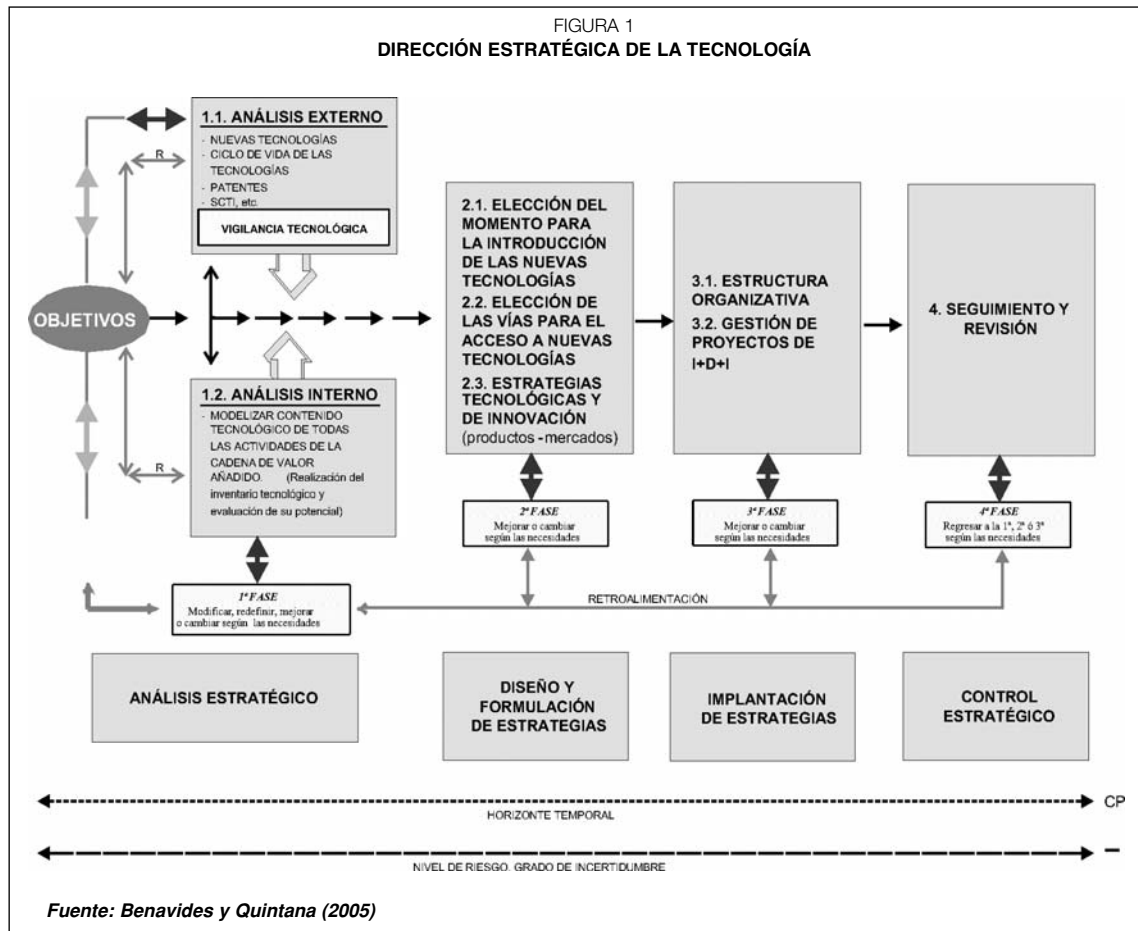 FIGURA 1
DIRECCIÓN ESTRATÉGICA DE LA TECNOLOGÍA
1.1. ANÁLISIS EXTERNO
- NUEVAS TECNOLOGÍAS
- CICLO DE VIDA DE LAS
TECNOLOGÍAS
- PATENTES
- SCTI, etc.
VIGILANCIA TECNOLÓGICA
R
OBJETIVOS
1.2. ANÁLISIS INTERNO
- MODELIZAR CONTENIDO
TECNOLÓGICO DE TODAS
LAS ACTIVIDADES DE LA
CADENA DE VALOR
AÑADIDO. (Realización del
inventario tecnológico y
evaluación de su potencial)
R
1ª FASE
Modificar, redefinir, mejorar
o cambiar según las necesidades
2.1. ELECCIÓN DEL
MOMENTO PARA
LA INTRODUCCIÓN
DE LAS NUEVAS
TECNOLOGÍAS
2.2. ELECCIÓN DE
LAS VÍAS PARA EL
ACCESO A NUEVAS
TECNOLOGÍAS
2.3. ESTRATEGIAS
TECNOLÓGICAS Y
DE INNOVACIÓN
(productos -mercados)
2ª FASE
Mejorar o cambiar
según las necesidades
3.1. ESTRUCTURA
ORGANIZATIVA
3.2. GESTIÓN DE
PROYECTOS DE
I+D+I
3ª FASE
Mejorar o cambiar
según las necesidades
4. SEGUIMIENTO Y
REVISIÓN
4ª FASE
Regresar a la 1ª, 2ª ó 3ª
según las necesidades
RETROALIMENTACIÓN
ANÁLISIS ESTRATÉGICO
DISEÑO Y
FORMULACIÓN
DE ESTRATEGIAS
IMPLANTACIÓN
DE ESTRATEGIAS
CONTROL
ESTRATÉGICO
CP
HORIZONTE TEMPORAL
NIVEL DE RIESGO. GRADO DE INCERTIDUMBRE
Fuente: Benavides y Quintana (2005)